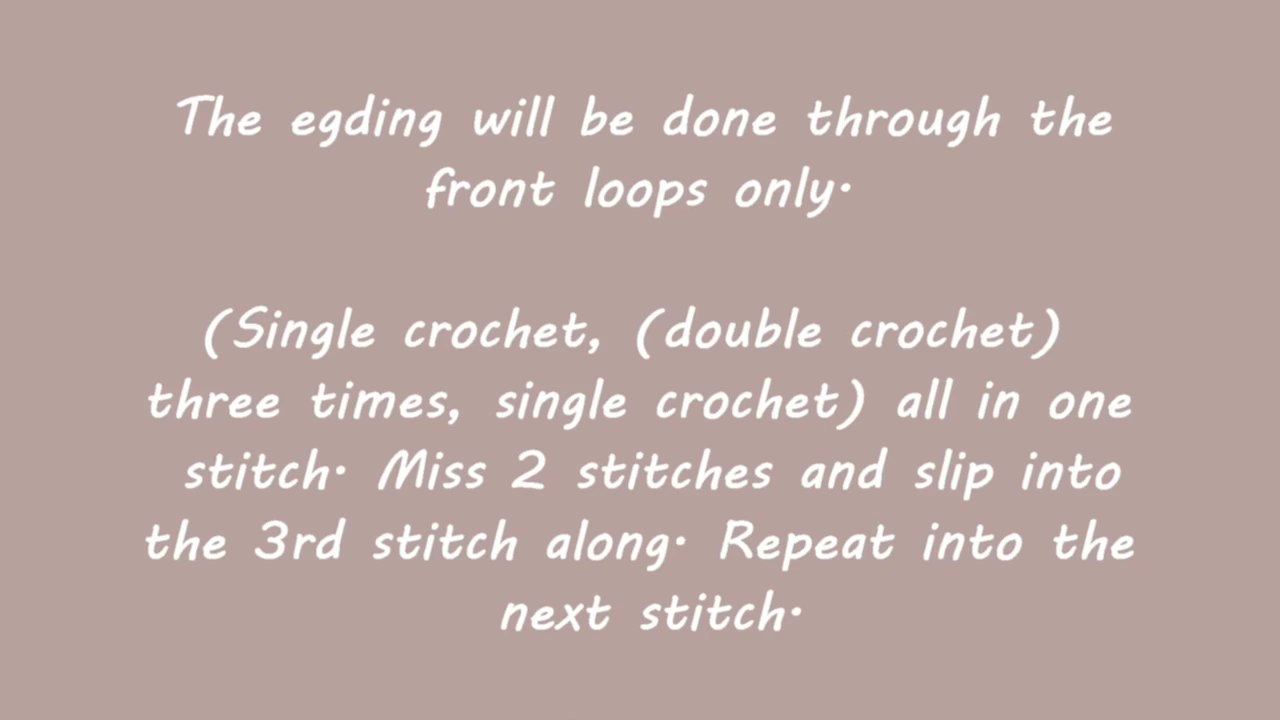 The egding will be done through the
front loops only.
(Single crochet, (double crochet)
three times, single crochet) all in one
stitch. Miss 2 stitches and slip into
the 3rd stitch along. Repeat into the
next stitch.